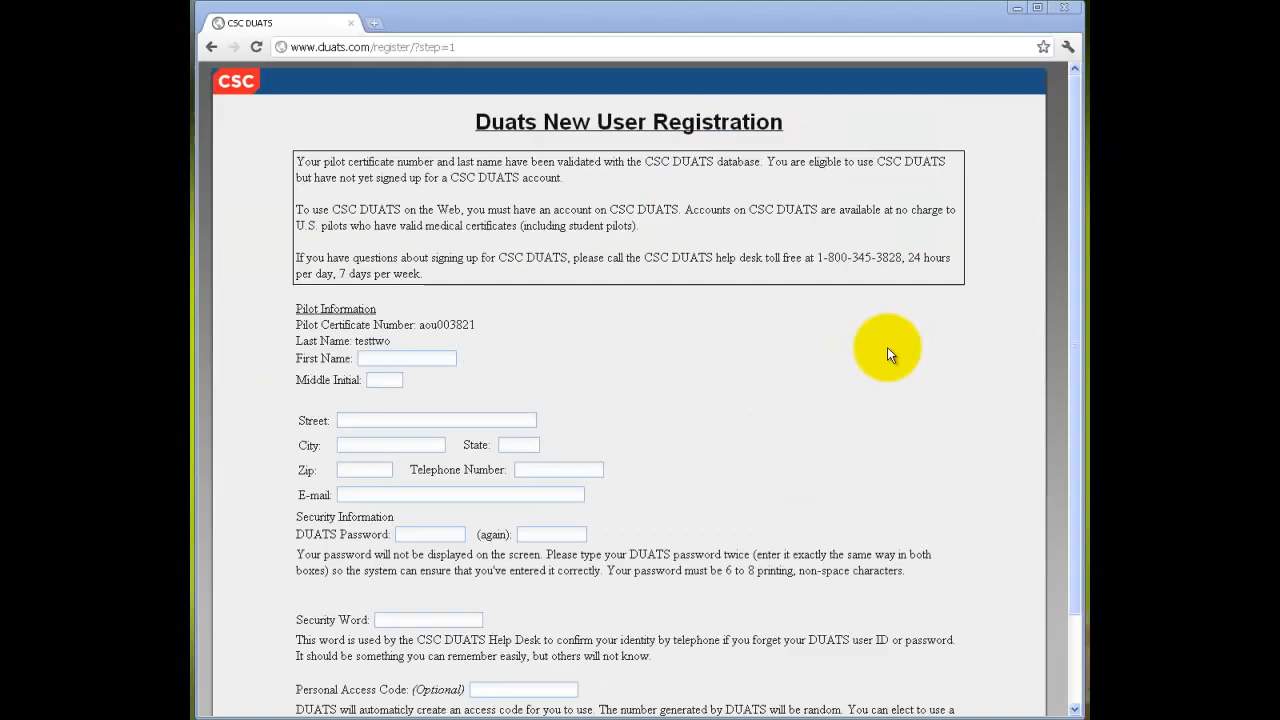 CSC DUATS
www.duats.com/register/?step=1
CSC
Duats New User Registration
Your pilot certificate number and last name have been validated with the CSC DUATS database. You are eligible to use CSC DUATS
but have not yet signed up for a CSC DUATS account.
To use CSC DUATS on the Web, you must have an account on CSC DUATS. Accounts on CSC DUATS are available at no charge to
U.S. pilots who have valid medical certificates (including student pilots).
If you have questions about signing up for CSC DUATS, please call the CSC DUATS help desk toll free at 1-800-345-3828, 24 hours
per day, 7 days per week.
Pilot Information
Pilot Certificate Number: aou003821
Last Name: testtwo
First Name:
Middle Initial:
Street:
City: State:
Zip: Telephone Number:
E-mail:
Security Information
DUATS Password: (again):
Your password will not be displayed on the screen. Please type your DUATS password twice (enter it exactly the same way in both
boxes) so the system can ensure that you've entered it correctly. Your password must be 6 to 8 printing, non-space characters.
Security Word:
This word is used by the CSC DUATS Help Desk to confirm your identity by telephone if you forget your DUATS user ID or password.
It should be something you can remember easily, but others will not know.
Personal Access Code: (Optional)
DUATS will automaticly create an access code for you to use. The number generated by DUATS will be random. You can elect to use a